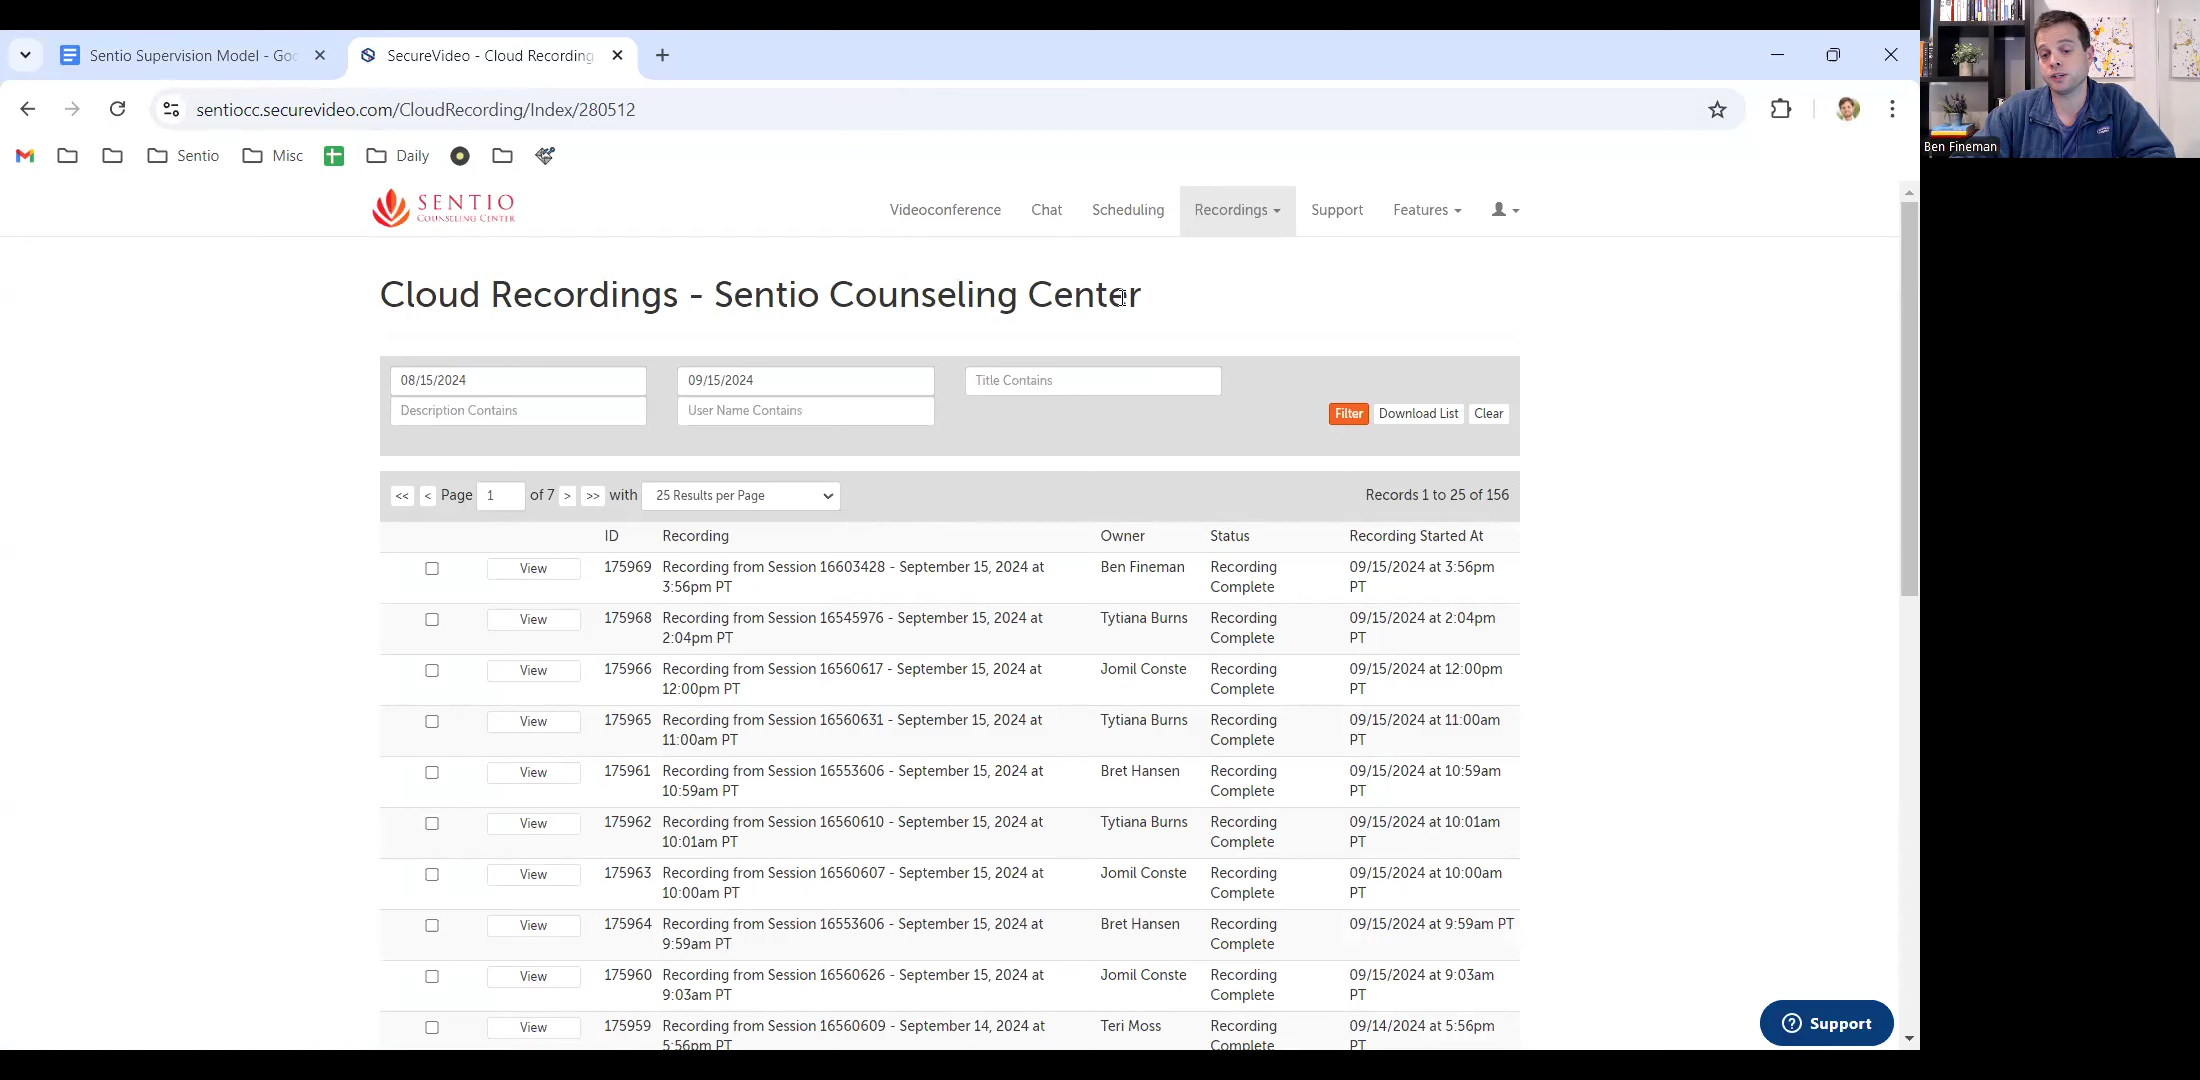 Sentio Supervision Model - Goo
SecureVideo - Cloud Recording
sentiocc.securevideo.com/CloudRecording/Index/280512
Sentio
Misc
Daily
Ben Fineman
SENTIO
COUNSELING CENTER
Videoconference
Chat
Scheduling
Recordings
Support
Features
Cloud Recordings - Sentio Counseling Center
08/15/2024
09/15/2024
Title Contains
Description Contains
User Name Contains
Filter
Download List
Clear
<< < Page 1 of 7 > >> with 25 Results per Page
Records 1 to 25 of 156
ID Recording Owner Status Recording Started At
View 175969 Recording from Session 16603428 - September 15, 2024 at Ben Fineman Recording 09/15/2024 at 3:56pm
3:56pm PT Complete PT
View 175968 Recording from Session 16545976 - September 15, 2024 at Tytiana Burns Recording 09/15/2024 at 2:04pm
2:04pm PT Complete PT
View 175966 Recording from Session 16560617 - September 15, 2024 at Jomil Conste Recording 09/15/2024 at 12:00pm
12:00pm PT Complete PT
View 175965 Recording from Session 16560631 - September 15, 2024 at Tytiana Burns Recording 09/15/2024 at 11:00am
11:00am PT Complete PT
View 175961 Recording from Session 16553606 - September 15, 2024 at Bret Hansen Recording 09/15/2024 at 10:59am
10:59am PT Complete PT
View 175962 Recording from Session 16560610 - September 15, 2024 at Tytiana Burns Recording 09/15/2024 at 10:01am
10:01am PT Complete PT
View 175963 Recording from Session 16560607 - September 15, 2024 at Jomil Conste Recording 09/15/2024 at 10:00am
10:00am PT Complete PT
View 175964 Recording from Session 16553606 - September 15, 2024 at Bret Hansen Recording 09/15/2024 at 9:59am PT
9:59am PT Complete
View 175960 Recording from Session 16560626 - September 15, 2024 at Jomil Conste Recording 09/15/2024 at 9:03am
9:03am PT Complete PT
View 175959 Recording from Session 16560609 - September 14, 2024 at Teri Moss Recording 09/14/2024 at 5:56pm
5:56pm PT Complete PT
Support